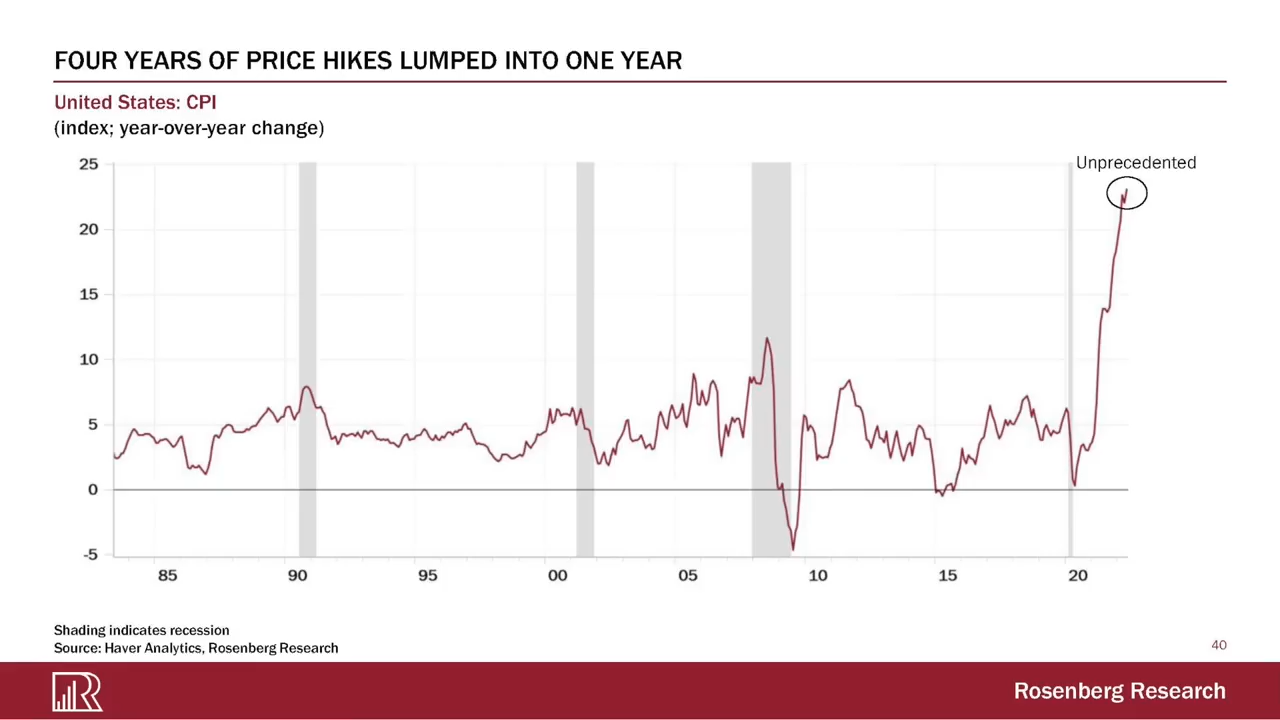 FOUR YEARS OF PRICE HIKES LUMPED INTO ONE YEAR
United States: CPI
(index; year-over-year change)
Unprecedented
25
20
15
10
5
0
-5
85 90 95 00 05 10 15 20
Shading indicates recession
Source: Haver Analytics, Rosenberg Research
40
R
Rosenberg Research